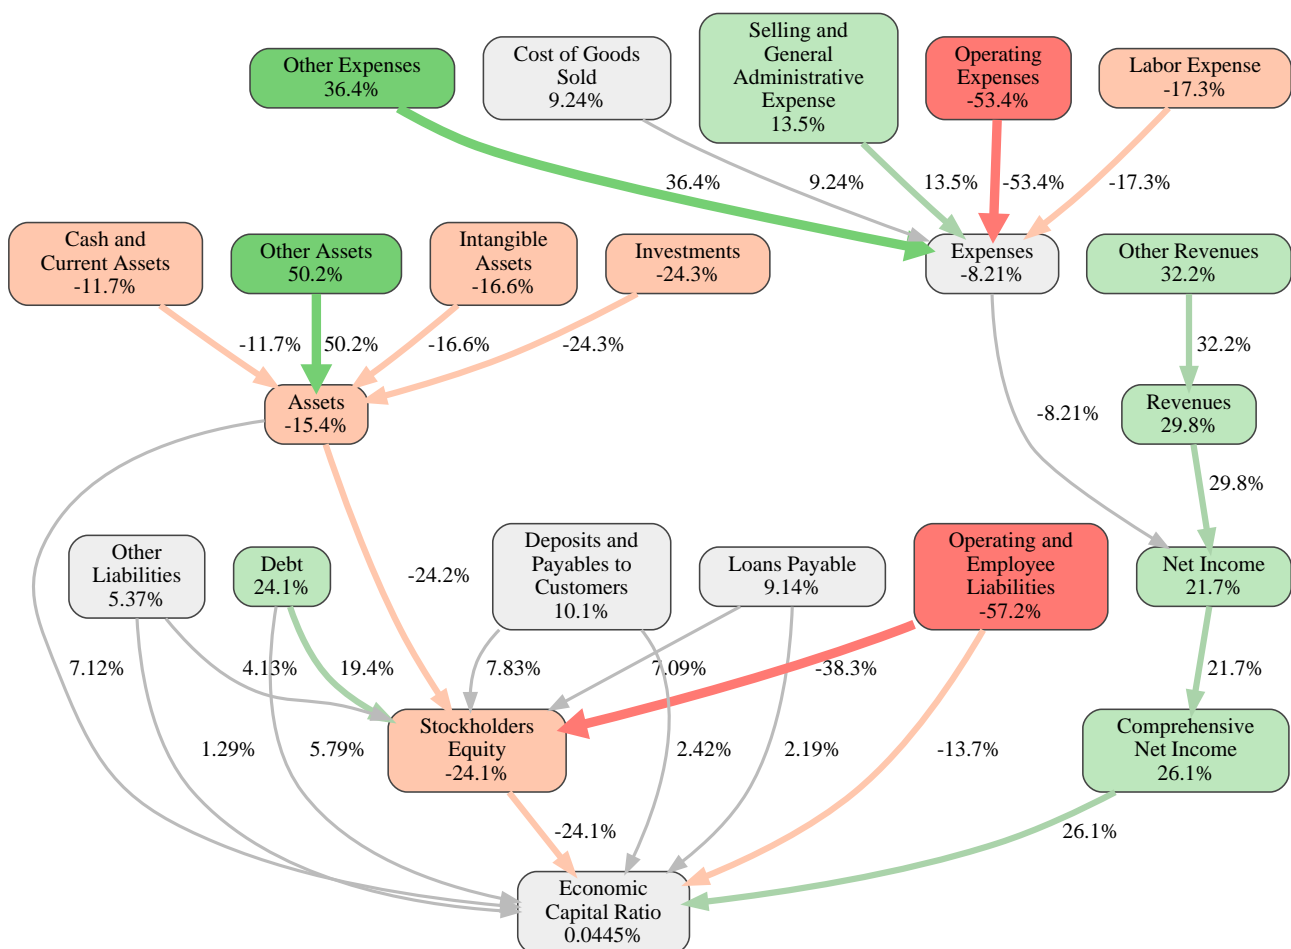 Other Expenses
36.4%
Cost of Goods
Sold
9.24%
Selling and
General
Administrative
Expense
13.5%
Operating
Expenses
-53.4%
Labor Expense
-17.3%
36.4%
9.24%
13.5%
-53.4%
-17.3%
Cash and
Current Assets
-11.7%
Other Assets
50.2%
Intangible
Assets
-16.6%
Investments
-24.3%
Expenses
-8.21%
Other Revenues
32.2%
-11.7%
50.2%
-16.6%
-24.3%
32.2%
Assets
-15.4%
-8.21%
Revenues
29.8%
29.8%
Other
Liabilities
5.37%
Debt
24.1%
-24.2%
Deposits and
Payables to
Customers
10.1%
Loans Payable
9.14%
Operating and
Employee
Liabilities
-57.2%
Net Income
21.7%
7.12%
4.13%
19.4%
7.83%
7.09%
-38.3%
21.7%
1.29%
5.79%
Stockholders
Equity
-24.1%
2.42%
2.19%
-13.7%
Comprehensive
Net Income
26.1%
-24.1%
26.1%
Economic
Capital Ratio
0.0445%